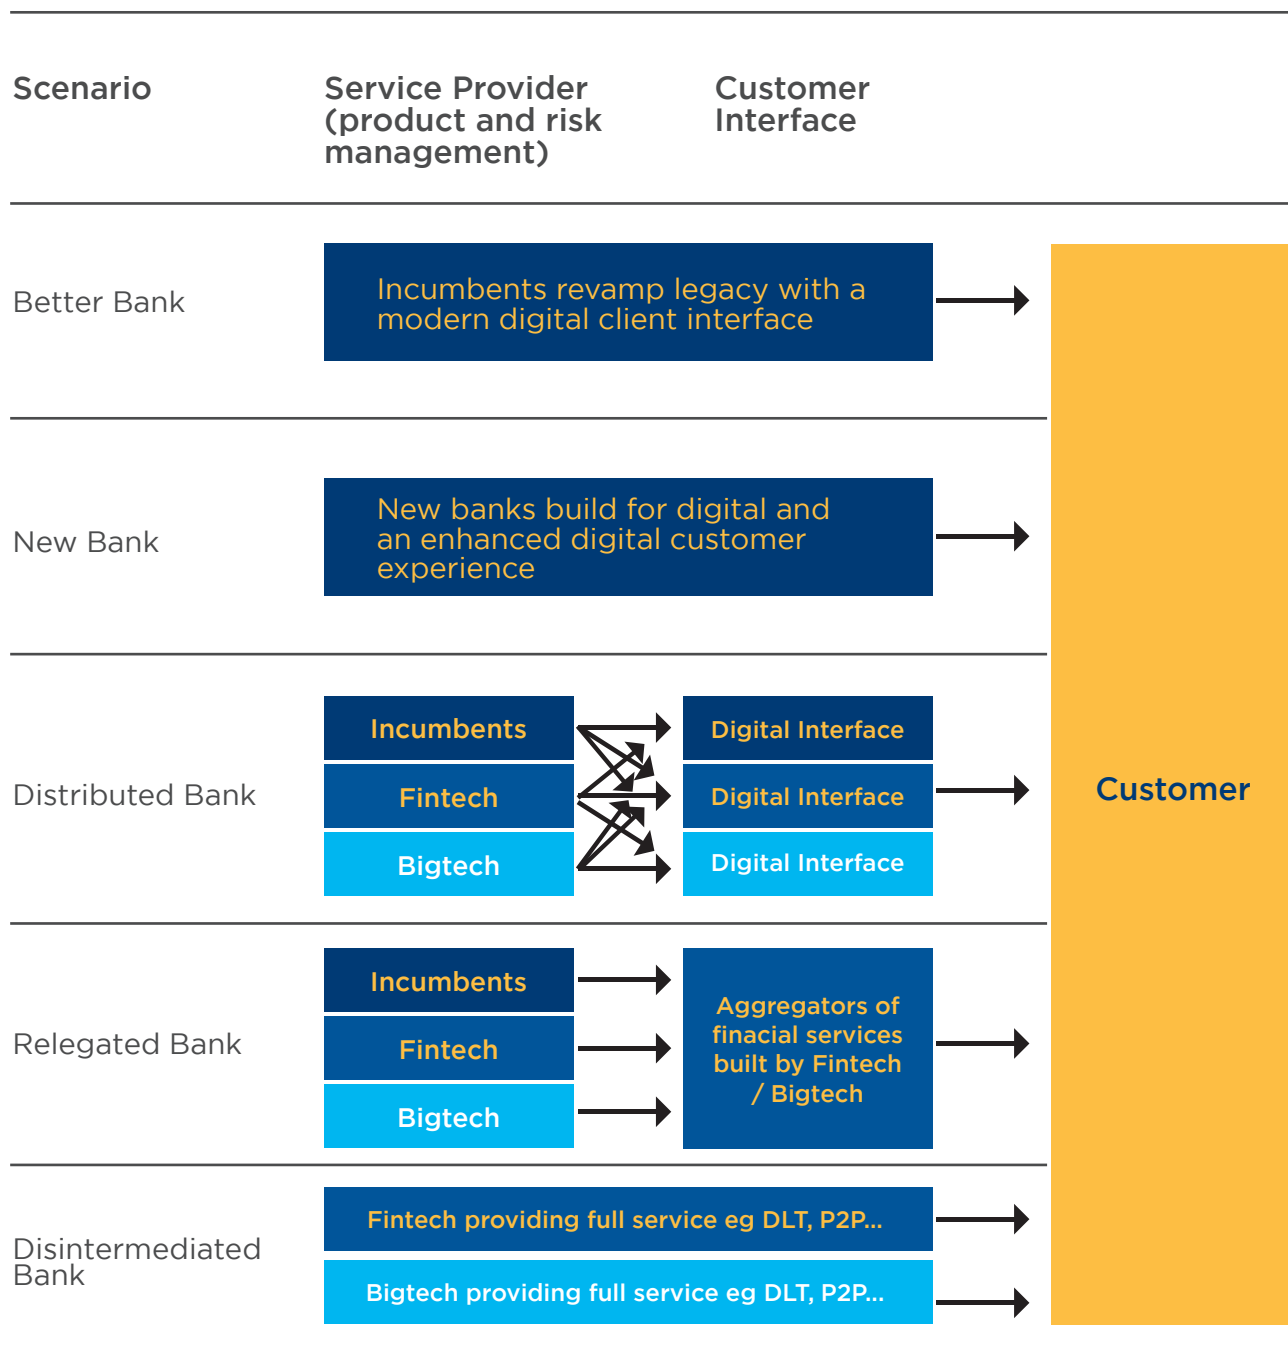 Scenario
Service Provider
(product and risk
management)
Customer
Interface
Better Bank
Incumbents revamp legacy with a
modern digital client interface
New Bank
New banks build for digital and
an enhanced digital customer
experience
Distributed Bank
Incumbents
Fintech
Bigtech
Digital Interface
Digital Interface
Digital Interface
Customer
Relegated Bank
Incumbents
Fintech
Bigtech
Aggregators of
finacial services
built by Fintech
/ Bigtech
Disintermediated
Bank
Fintech providing full service eg DLT, P2P...
Bigtech providing full service eg DLT, P2P...